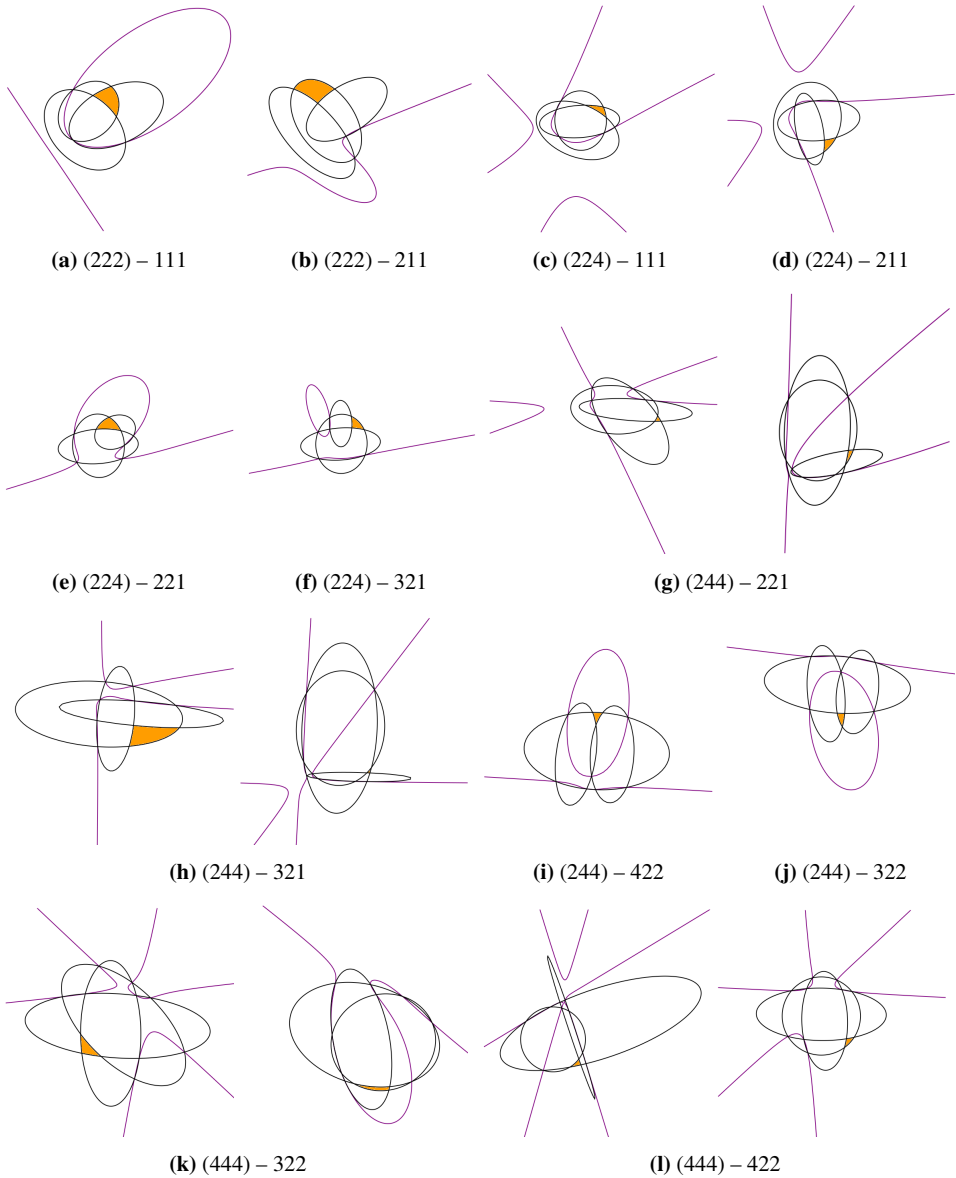 (a) (222) – 111
(b) (222) – 211
(c) (224) – 111
(d) (224) – 211
(e) (224) – 221
(f) (224) – 321
(g) (244) – 221
(h) (244) – 321
(i) (244) – 422
(j) (244) – 322
(k) (444) – 322
(l) (444) – 422